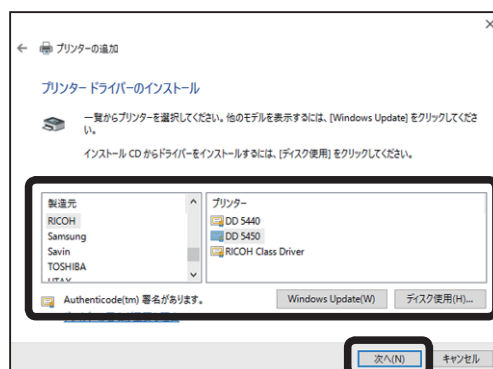 プリンターの追加
プリンター ドライバーのインストール
一覧からプリンターを選択してください。他のモデルを表示するには、[Windows Update] をクリックしてくださ
い。
インストール CD からドライバーをインストールするには、[ディスク使用] をクリックしてください。
製造元
RICOH
Samsung
Savin
TOSHIBA
UTAX
プリンター
DD 5440
DD 5450
RICOH Class Driver
Authenticode(tm) 署名があります。
Windows Update(W)
ディスク使用(H)...
次へ(N)
キャンセル